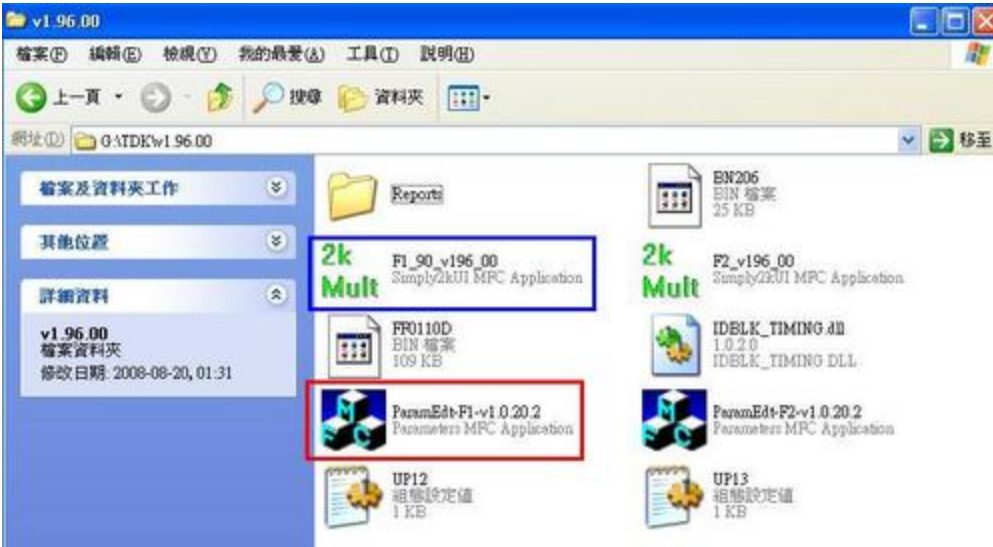 v1.96.00
檔案(F) 編輯(E) 檢視(V) 我的最愛(A) 工具(T) 說明(H)
上一頁 搜尋 資料夾
網址(D) G:\TDK\v1.96.00 移至
檔案及資料夾工作
其他位置
詳細資料
v1.96.00
檔案資料夾
修改日期: 2008-08-20, 01:31
Reports
BN206
BIN 檔案
25 KB
2k
Mult
F1_90_v196_00
Simply2kUI MFC Application
2k
Mult
F2_v196_00
Simply2kUI MFC Application
FF0110D
BIN 檔案
109 KB
IDBLK_TIMING.dll
1.0.2.0
IDBLK_TIMING DLL
M
F
C
ParamEdt-F1-v1.0.20.2
Parameters MFC Application
M
F
C
ParamEdt-F2-v1.0.20.2
Parameters MFC Application
UP12
組態設定值
1 KB
UP13
組態設定值
1 KB